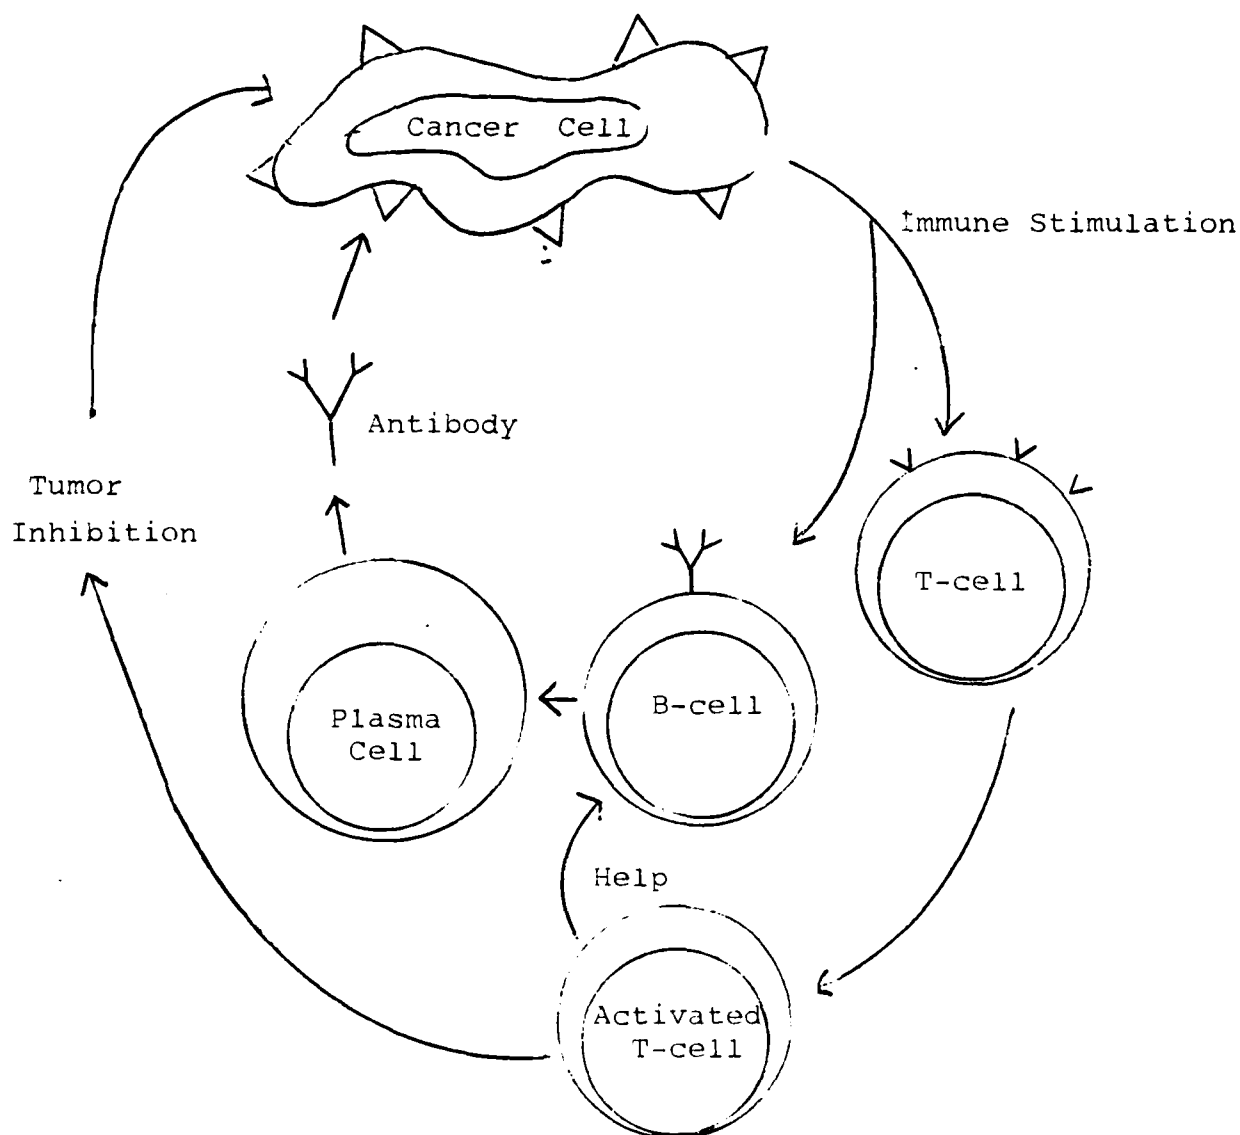 Cancer Cell
Immune Stimulation
Antibody
Tumor
Inhibition
T-cell
B-cell
Plasma
Cell
Help
Activated
T-cell